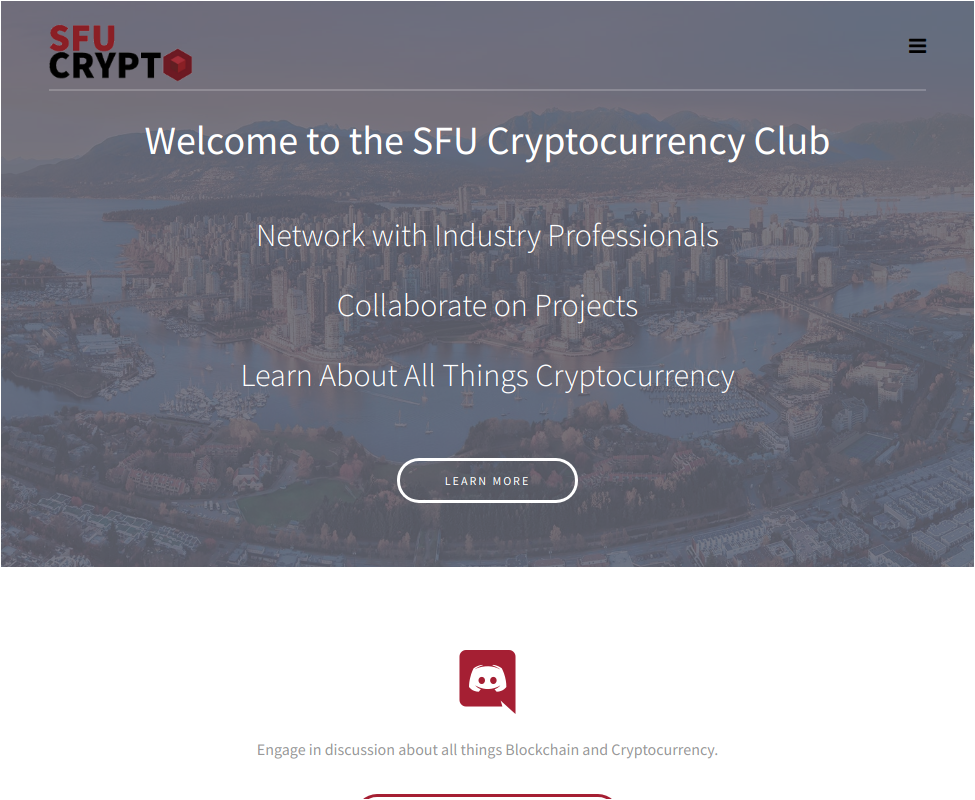 SFU
CRYPTO
Welcome to the SFU Cryptocurrency Club
Network with Industry Professionals
Collaborate on Projects
Learn About All Things Cryptocurrency
LEARN MORE
Engage in discussion about all things Blockchain and Cryptocurrency.